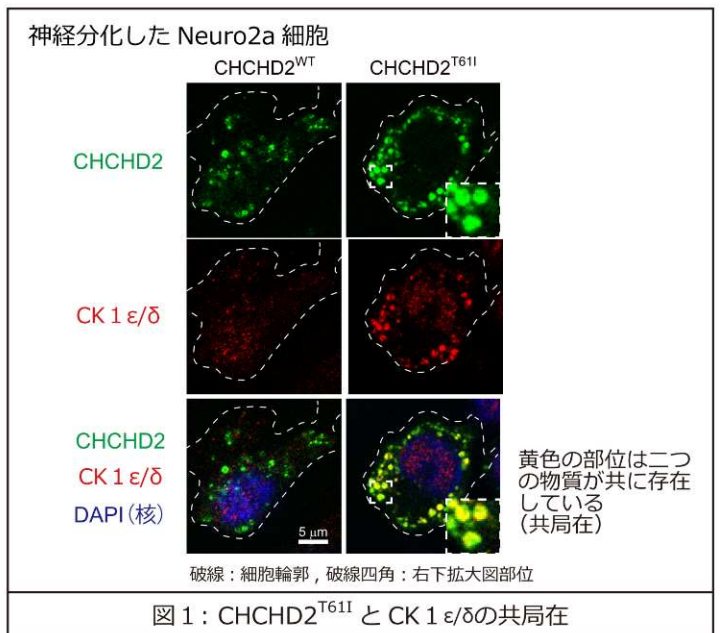 神経分化した Neuro2a 細胞
CHCHD2WT CHCHD2T61I
CHCHD2
CK 1 ε/δ
CHCHD2
CK 1 ε/δ
DAPI (核)
5 μm
黄色の部位は二つ
の物質が共に存在
している
(共局在)
破線:細胞輪郭 , 破線四角:右下拡大図部位
図 1:CHCHD2T61I と CK 1 ε/δの共局在